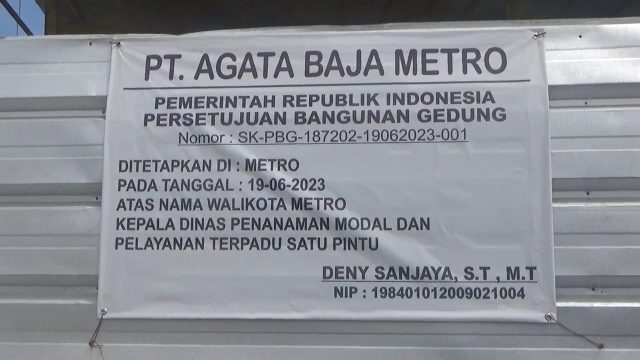 PT. AGATA BAJA METRO
PEMERINTAH REPUBLIK INDONESIA
PERSETUJUAN BANGUNAN GEDUNG
Nomor : SK-PBG-187202-19062023-001
DITETAPKAN DI : METRO
PADA TANGGAL : 19-06-2023
ATAS NAMA WALIKOTA METRO
KEPALA DINAS PENANAMAN MODAL DAN
PELAYANAN TERPADU SATU PINTU
DENY SANJAYA, S.T , M.T
NIP : 198401012009021004